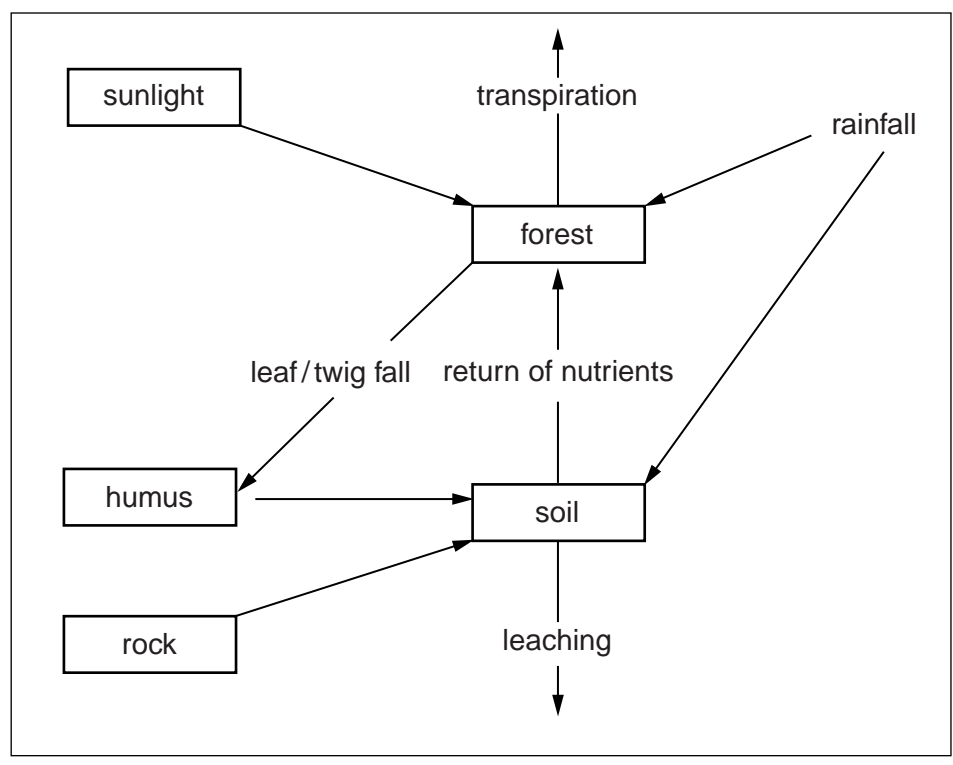 sunlight
transpiration
rainfall
forest
leaf/twig fall
return of nutrients
humus
soil
rock
leaching